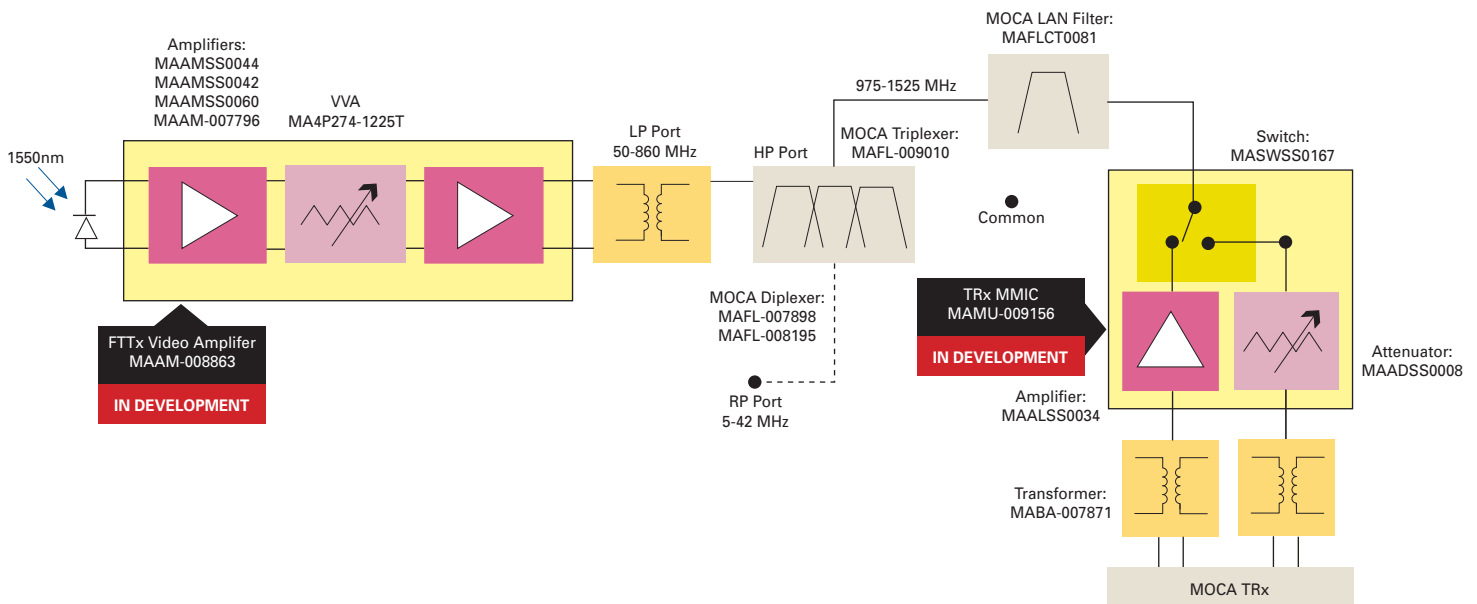 MOCA LAN Filter:
MAFLCT0081
Amplifiers:
MAAMSS0044
MAAMSS0042
MAAMSS0060
MAAM-007796
VVA
MA4P274-1225T
975-1525 MHz
LP Port
50-860 MHz
HP Port
MOCA Triplexer:
MAFL-009010
Switch:
MASWSS0167
1550nm
Common
MOCA Diplexer:
MAFL-007898
MAFL-008195
TRx MMIC
MAMU-009156
IN DEVELOPMENT
FTTx Video Amplifer
MAAM-008863
IN DEVELOPMENT
Attenuator:
MAADSS0008
RP Port
5-42 MHz
Amplifier:
MAALSS0034
Transformer:
MABA-007871
MOCA TRx